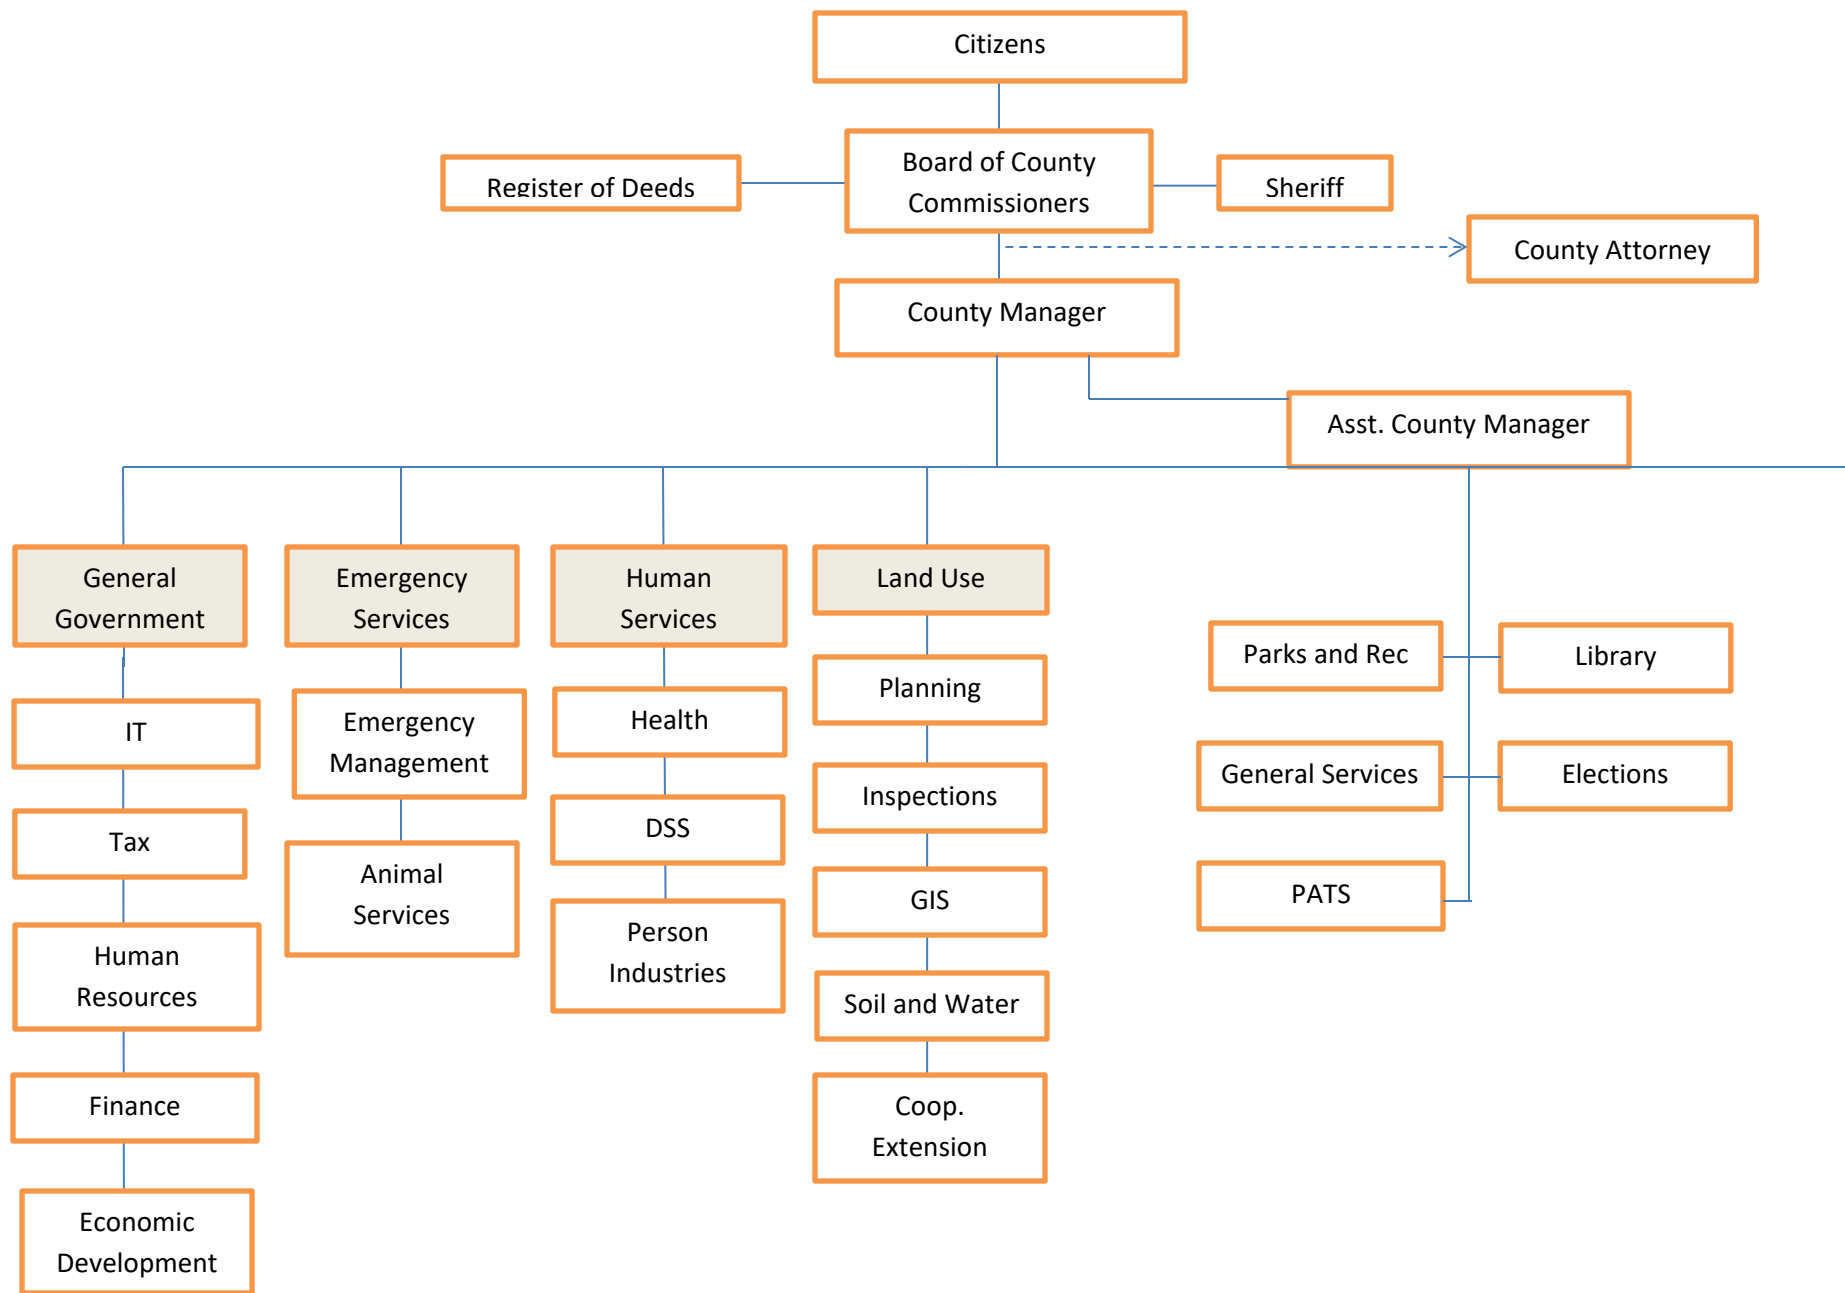 Citizens
Board of County
Commissioners
Register of Deeds
Sheriff
County Attorney
County Manager
Asst. County Manager
General
Government
IT
Tax
Human
Resources
Finance
Economic
Development
Emergency
Services
Emergency
Management
Animal
Services
Human
Services
Health
DSS
Person
Industries
Land Use
Planning
Inspections
GIS
Soil and Water
Coop.
Extension
Parks and Rec
Library
General Services
Elections
PATS